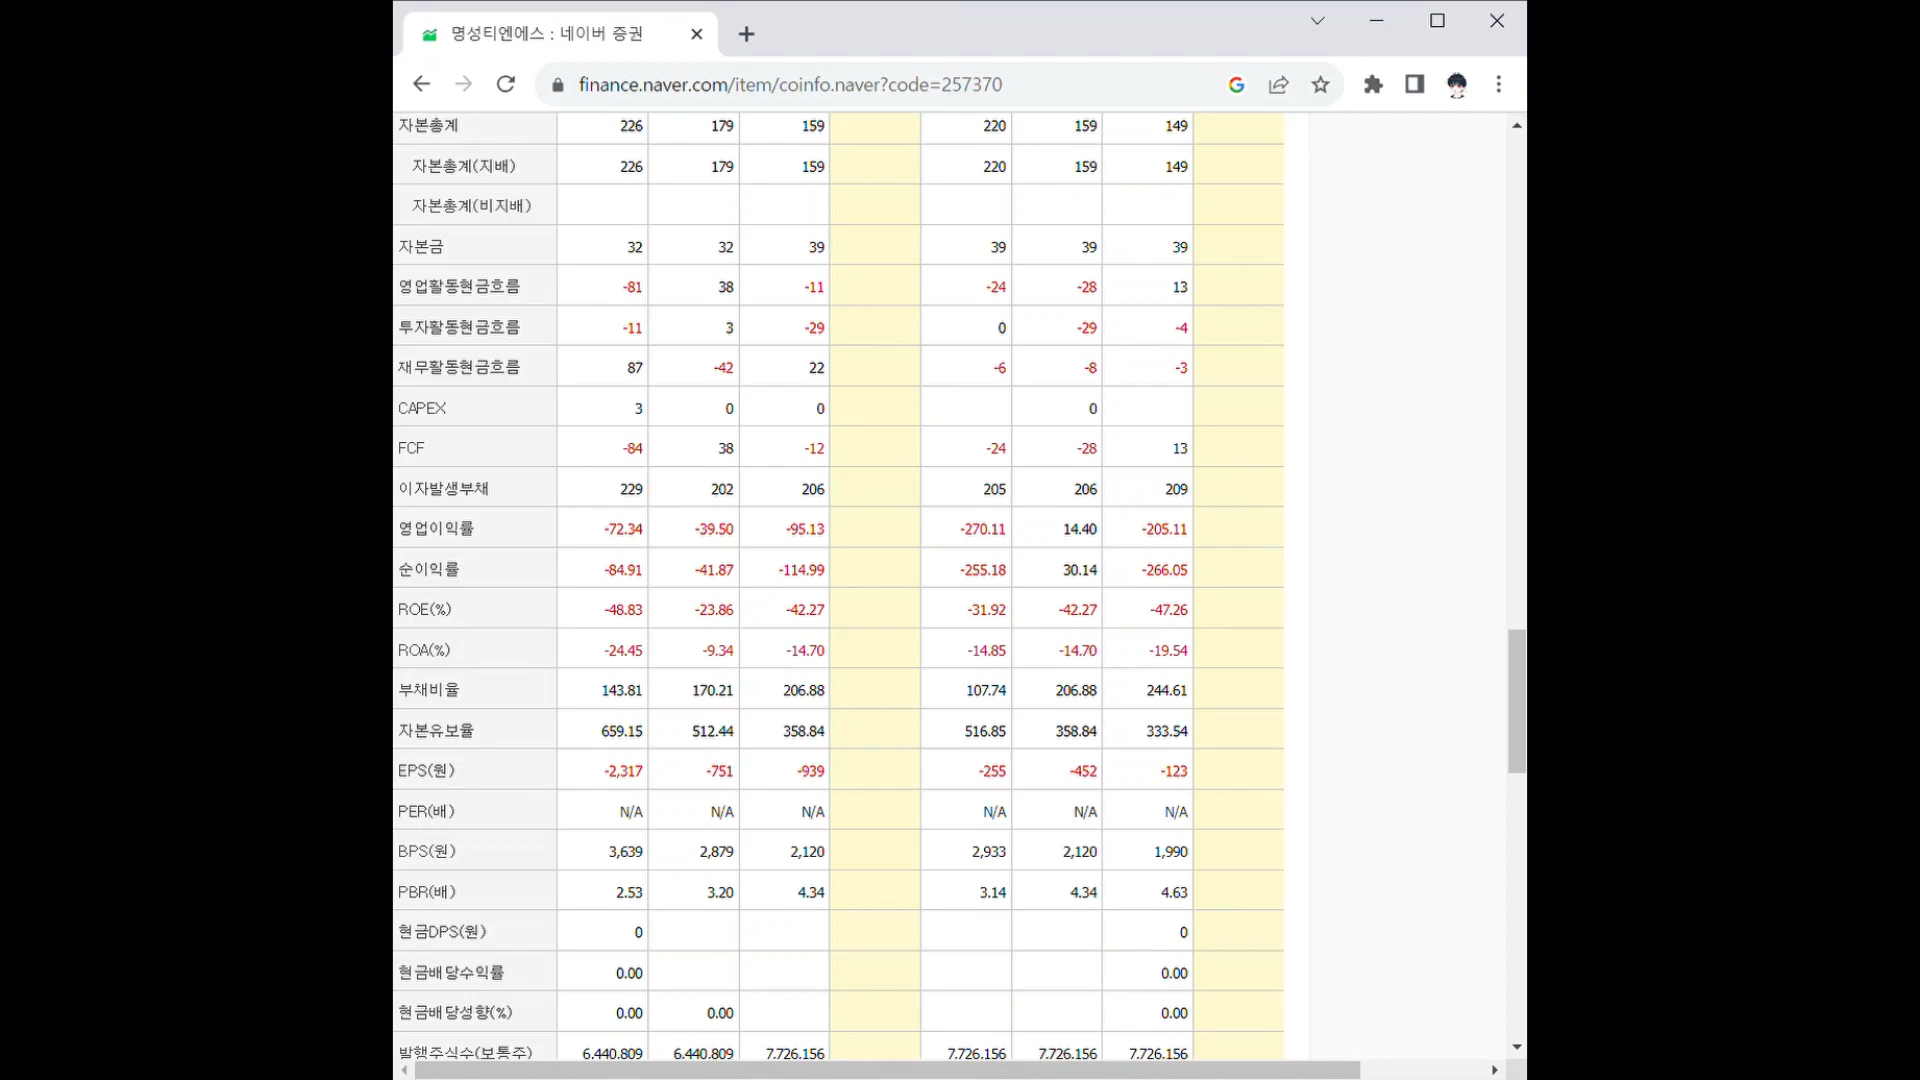 명성티엔에스 : 네이버 증권
finance.naver.com/item/coinfo.naver?code=257370
자본총계 226 179 159 220 159 149
자본총계(지배) 226 179 159 220 159 149
자본총계(비지배)
자본금 32 32 39 39 39 39
영업활동현금흐름 -81 38 -11 -24 -28 13
투자활동현금흐름 -11 3 -29 0 -29 -4
재무활동현금흐름 87 -42 22 -6 -8 -3
CAPEX 3 0 0 0
FCF -84 38 -12 -24 -28 13
이자발생부채 229 202 206 205 206 209
영업이익률 -72.34 -39.50 -95.13 -270.11 14.40 -205.11
순이익률 -84.91 -41.87 -114.99 -255.18 30.14 -266.05
ROE(%) -48.83 -23.86 -42.27 -31.92 -42.27 -47.26
ROA(%) -24.45 -9.34 -14.70 -14.85 -14.70 -19.54
부채비율 143.81 170.21 206.88 107.74 206.88 244.61
자본유보율 659.15 512.44 358.84 516.85 358.84 333.54
EPS(원) -2,317 -751 -939 -255 -452 -123
PER(배) N/A N/A N/A N/A N/A N/A
BPS(원) 3,639 2,879 2,120 2,933 2,120 1,990
PBR(배) 2.53 3.20 4.34 3.14 4.34 4.63
현금DPS(원) 0 0
현금배당수익률 0.00 0.00
현금배당성향(%) 0.00 0.00 0.00
발행주식수(보통주) 6,440,809 6,440,809 7,726,156 7,726,156 7,726,156 7,726,156